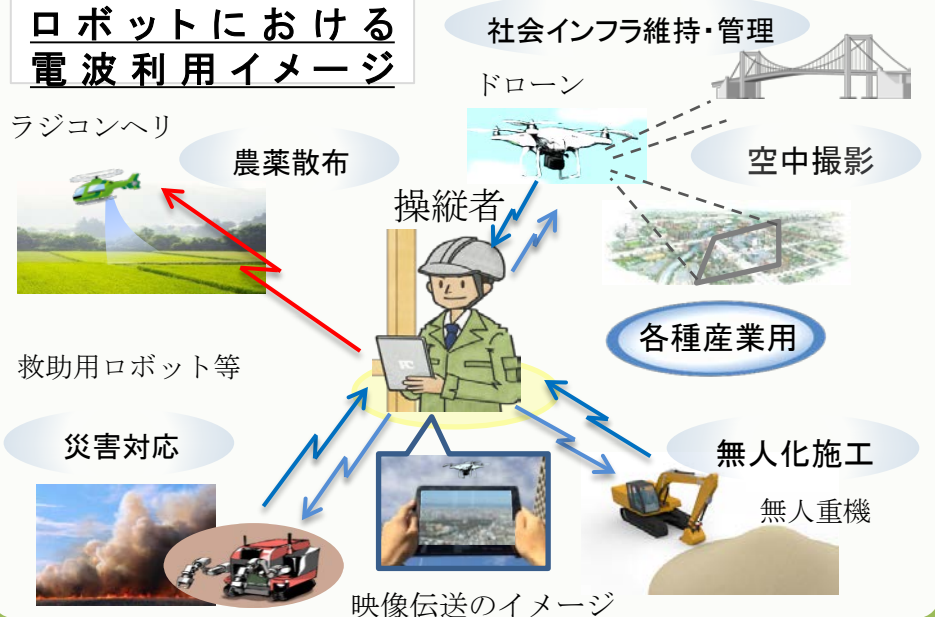 ロボットにおける
電波利用イメージ
社会インフラ維持・管理
ドローン
ラジコンヘリ
農薬散布
空中撮影
操縦者
各種産業用
救助用ロボット等
災害対応
無人化施工
無人重機
映像伝送のイメージ